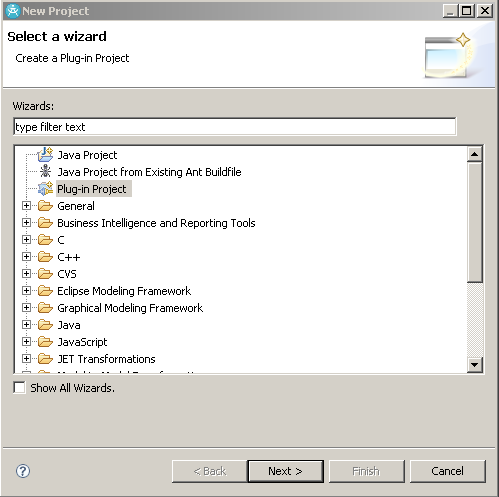 New Project
Select a wizard
Create a Plug-in Project
Wizards:
type filter text
Java Project
Java Project from Existing Ant Buildfile
Plug-in Project
General
Business Intelligence and Reporting Tools
C
C++
CVS
Eclipse Modeling Framework
Graphical Modeling Framework
Java
JavaScript
JET Transformations
Show All Wizards.
< Back
Next >
Finish
Cancel